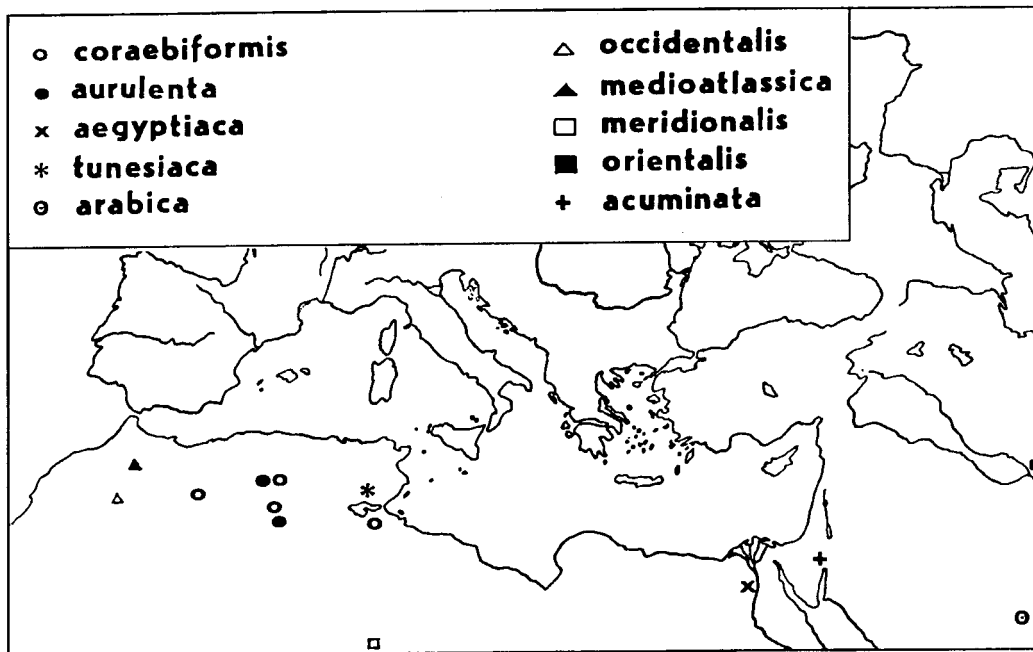 coraebiformis
aurulenta
aegyptiaca
tunesiaca
arabica
occidentalis
medioatlassica
meridionalis
orientalis
acuminata